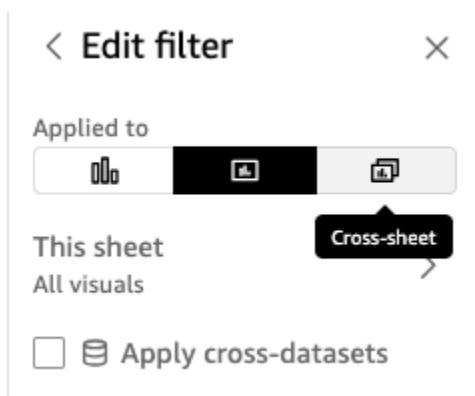 Edit filter
Applied to
Cross-sheet
This sheet
All visuals
Apply cross-datasets